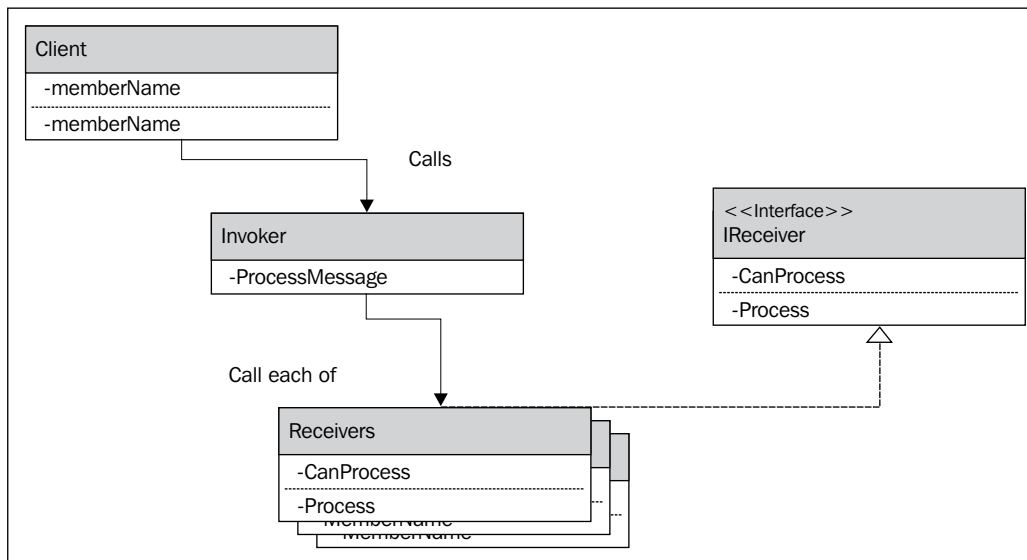 Client
-memberName
-memberName
Calls
Invoker
-ProcessMessage
<<Interface>>
IReceiver
-CanProcess
-Process
Call each of
Receivers
-CanProcess
-Process
MemberName
MemberName